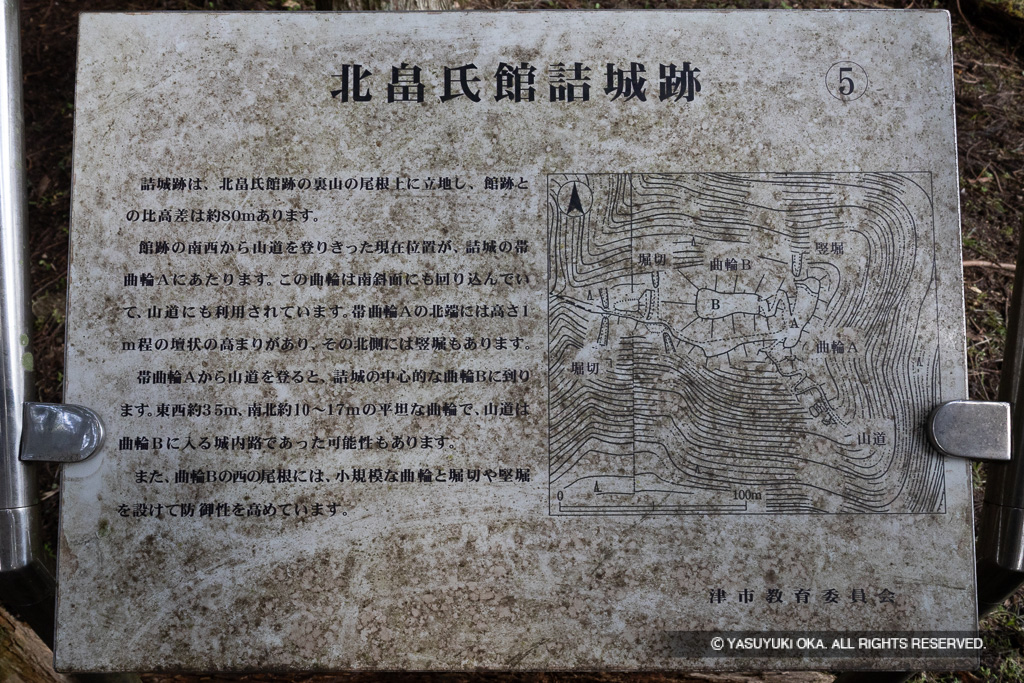 北畠氏館詰城跡
⑤
詰城跡は、北畠氏館跡の裏山の尾根上に立地し、館跡と
の比高差は約80mあります。
館跡の南西から山道を登りきった現在位置が、詰城の帯
曲輪Aにあたります。この曲輪は南斜面にも回り込んでい
て、山道にも利用されています。帯曲輪Aの北端には高さ1
m程の壇状の高まりがあり、その北側には竪堀もあります。
帯曲輪Aから山道を登ると、詰城の中心的な曲輪Bに到り
ます。東西約35m、南北約10～17mの平坦な曲輪で、山道は
曲輪Bに入る城内路であった可能性もあります。
また、曲輪Bの西の尾根には、小規模な曲輪と堀切や竪堀
を設けて防御性を高めています。
竪堀
堀切
曲輪B
B
A
曲輪A
堀切
山道
0
100m
津市教育委員会
© YASUYUKI OKA. ALL RIGHTS RESERVED.